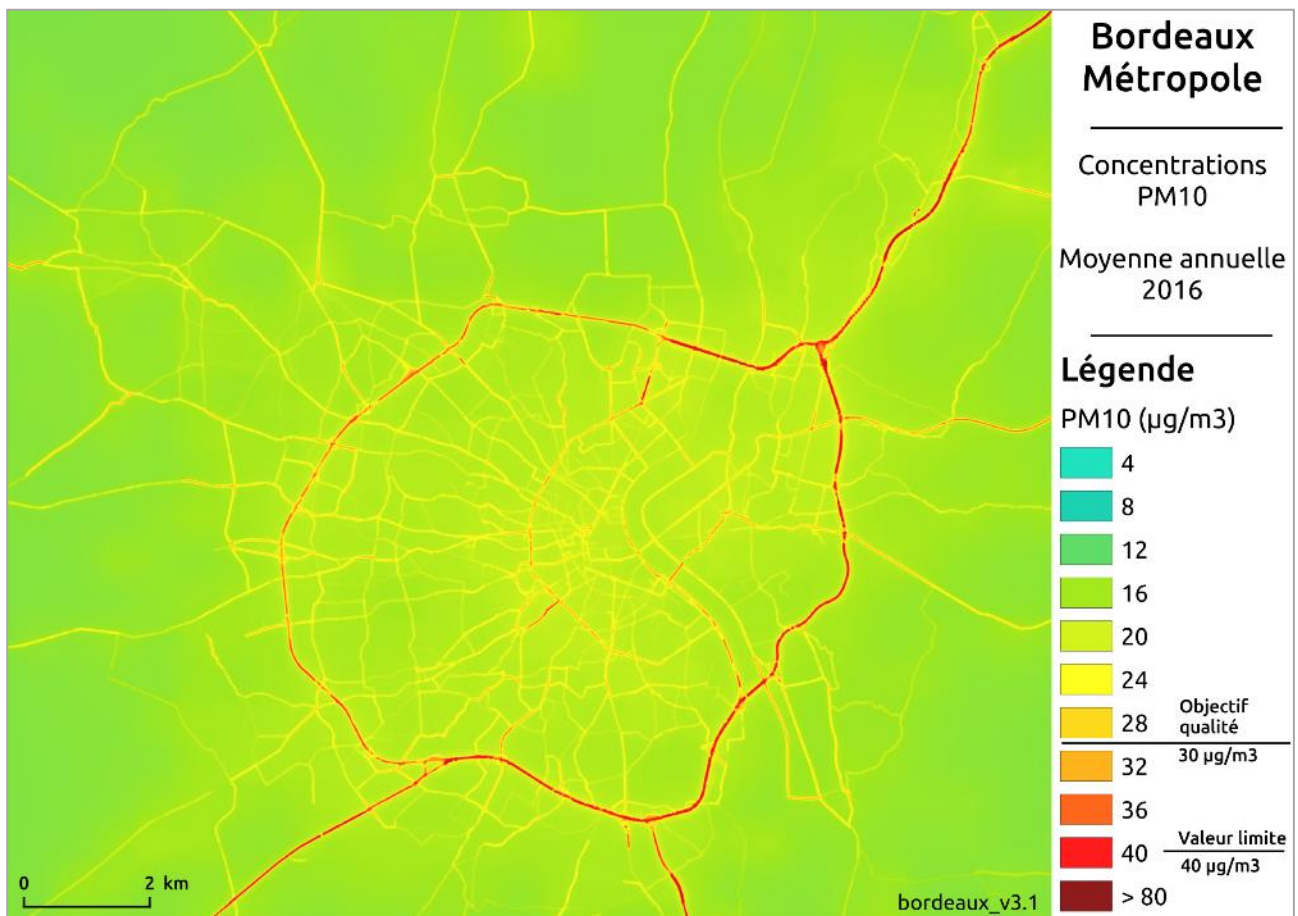 Bordeaux
Métropole
Concentrations
PM10
Moyenne annuelle
2016
Légende
PM10 (µg/m3)
4
8
12
16
20
24
28 Objectif qualité
30 µg/m3
32
36
40 Valeur limite
40 µg/m3
> 80
0 2 km
bordeaux_v3.1